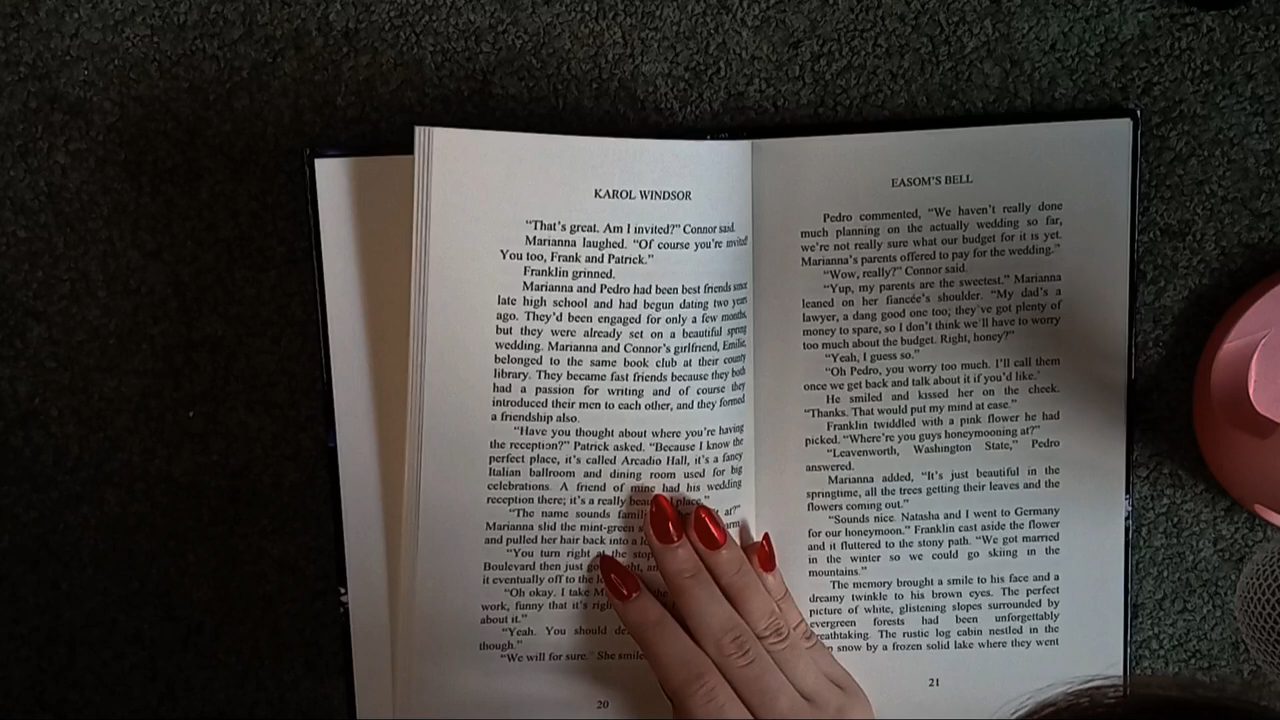 KAROL WINDSOR
“That’s great. Am I invited?” Connor said.
Marianna laughed. “Of course you’re invited!
You too, Frank and Patrick.”
Franklin grinned.
Marianna and Pedro had been best friends since
late high school and had begun dating two years
ago. They’d been engaged for only a few months,
but they were already set on a beautiful spring
wedding. Marianna and Connor’s girlfriend, Emilie,
belonged to the same book club at their county
library. They became fast friends because they both
had a passion for writing and of course they
introduced their men to each other, and they formed
a friendship also.
“Have you thought about where you’re having
the reception?” Patrick asked. “Because I know the
perfect place, it’s called Arcadio Hall, it’s a fancy
Italian ballroom and dining room used for big
celebrations. A friend of mine had his wedding
reception there; it’s a really place.”
“The name sounds at?”
Marianna slid the mint-green
and pulled her hair back into a
“You turn right at the stop
Boulevard then just
it eventually off to the
“Oh okay. I take
work, funny that it’s
about it.”
“Yeah. You should
though.”
“We will for sure.” She
20
EASOM’S BELL
Pedro commented, “We haven’t really done
much planning on the actually wedding so far,
we’re not really sure what our budget for it is yet.
Marianna’s parents offered to pay for the wedding.”
“Wow, really?” Connor said.
“Yup, my parents are the sweetest.” Marianna
leaned on her fiancée’s shoulder. “My dad’s a
lawyer, a dang good one too; they’ve got plenty of
money to spare, so I don’t think we’ll have to worry
too much about the budget. Right, honey?”
“Yeah, I guess so.”
“Oh Pedro, you worry too much. I’ll call them
once we get back and talk about it if you’d like.’
He smiled and kissed her on the cheek.
“Thanks. That would put my mind at ease.”
Franklin twiddled with a pink flower he had
picked. “Where’re you guys honeymooning at?”
“Leavenworth, Washington State,” Pedro
answered.
Marianna added, “It’s just beautiful in the
springtime, all the trees getting their leaves and the
flowers coming out.”
“Sounds nice. Natasha and I went to Germany
for our honeymoon.” Franklin cast aside the flower
and it fluttered to the stony path. “We got married
in the winter so we could go skiing in the
mountains.”
The memory brought a smile to his face and a
dreamy twinkle to his brown eyes. The perfect
picture of white, glistening slopes surrounded by
evergreen forests had been unforgettably
breathtaking. The rustic log cabin nestled in the
snow by a frozen solid lake where they went
21